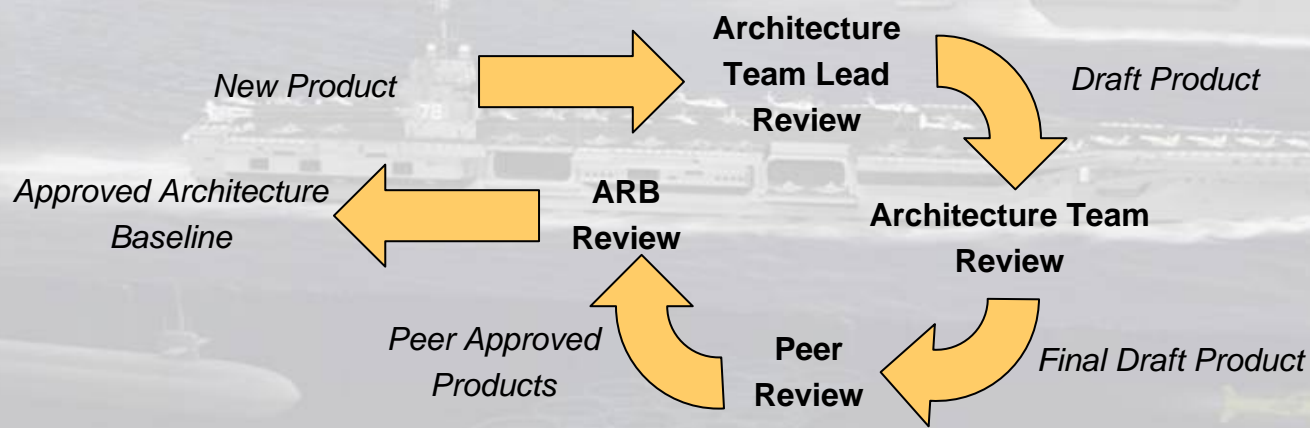 New Product
Architecture
Team Lead
Review
Draft Product
78
Approved Architecture
Baseline
ARB
Review
Architecture Team
Review
Peer Approved
Products
Peer
Review
Final Draft Product